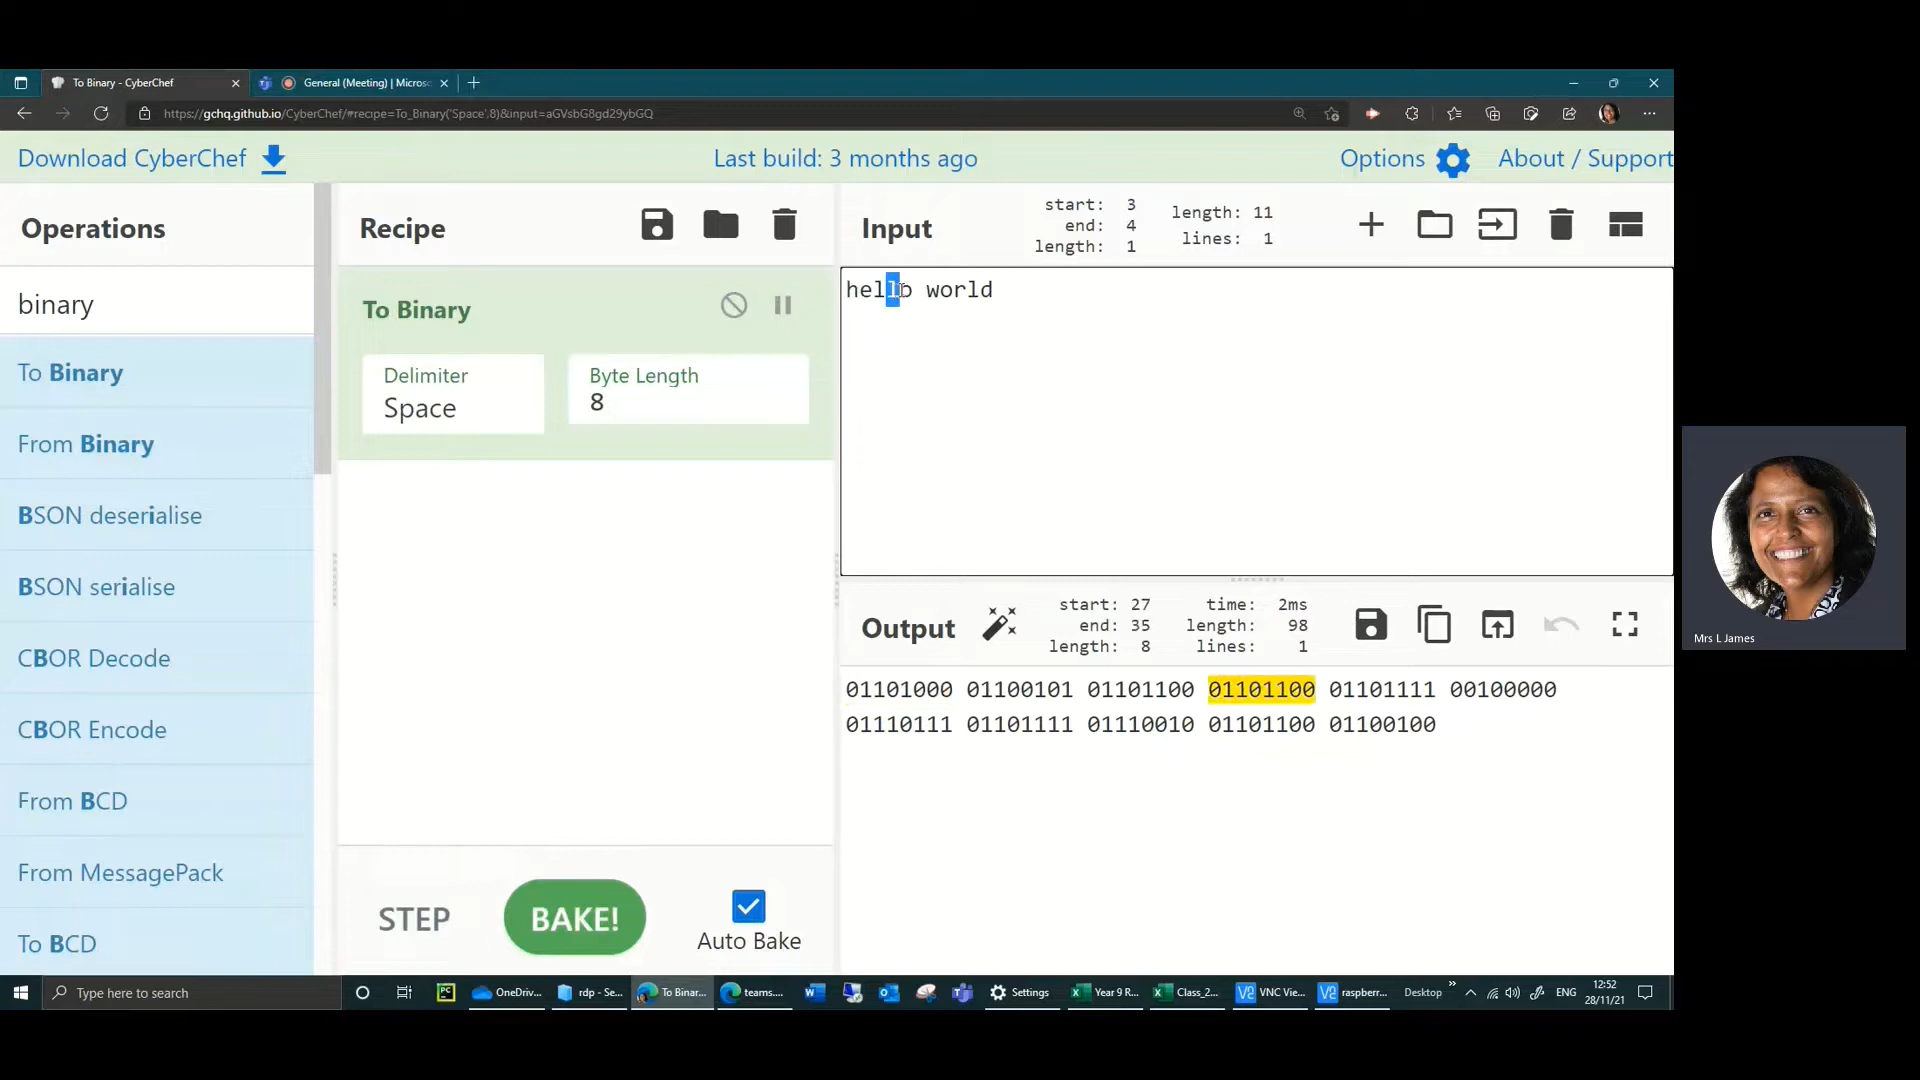 To Binary - CyberChef
General (Meeting) | Micros
https://gchq.github.io/CyberChef/#recipe=To_Binary('Space',8)&input=aGVsbG8gd29ybGQ
Download CyberChef
Last build: 3 months ago
Options
About / Support
Operations
binary
To Binary
From Binary
BSON deserialise
BSON serialise
CBOR Decode
CBOR Encode
From BCD
From MessagePack
To BCD
Recipe
To Binary
Delimiter
Space
Byte Length
8
STEP
BAKE!
Auto Bake
Input
start: 3
end: 4
length: 1
length: 11
lines: 1
hello world
Output
start: 27
end: 35
length: 8
time: 2ms
length: 98
lines: 1
01101000 01100101 01101100 01101100 01101111 00100000
01110111 01101111 01110010 01101100 01100100
Mrs L James
Type here to search
PC
OneDriv...
rdp - Se...
To Binar...
teams....
Settings
Year 9 R...
Class_2...
VNC Vie...
raspberr...
Desktop
ENG
12:52
28/11/21